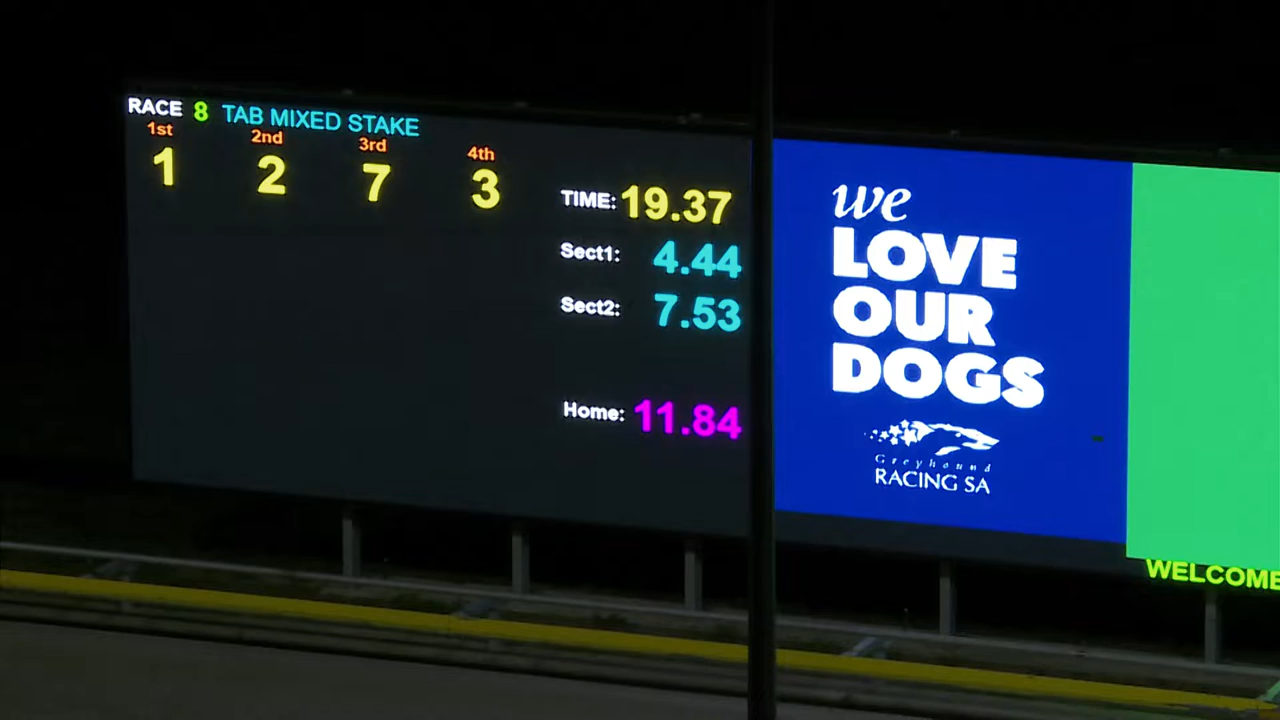 RACE 8 TAB MIXED STAKE
1st 2nd 3rd 4th
1 2 7 3
TIME: 19.37
Sect1: 4.44
Sect2: 7.53
Home: 11.84
we
LOVE
OUR
DOGS
Greyhound
RACING SA
WELCOME